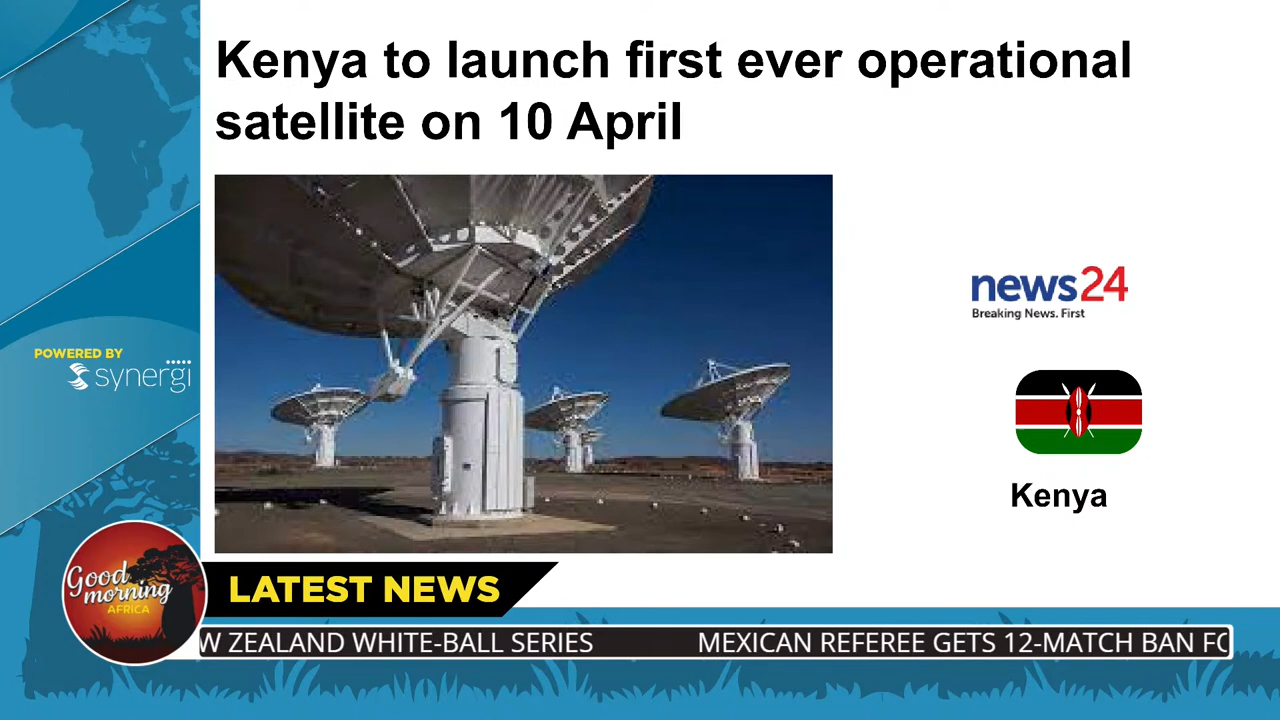 Kenya to launch first ever operational
satellite on 10 April
news24
Breaking News. First
POWERED BY
synergi
Kenya
Good
morning
AFRICA
LATEST NEWS
ZEALAND WHITE-BALL SERIES MEXICAN REFEREE GETS 12-MATCH BAN